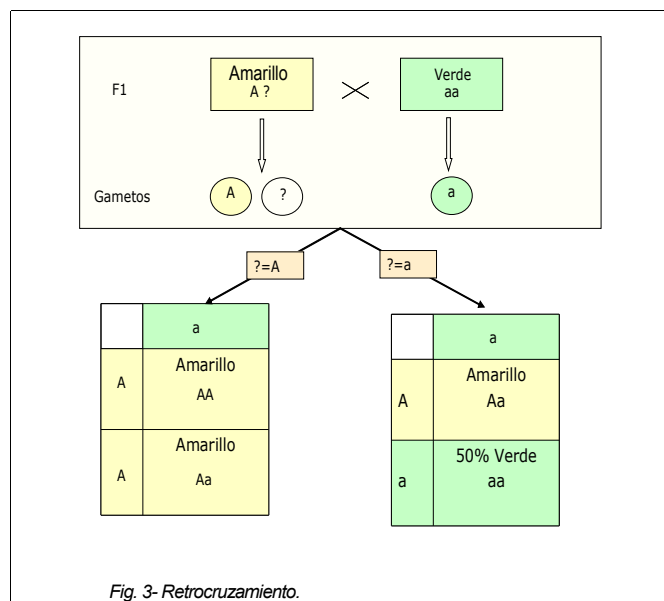 Amarillo
A ?
Verde
aa
F1
Gametos
A
?
a
?=A
?=a
a
A
Amarillo
AA
A
Amarillo
Aa
a
A
Amarillo
Aa
a
50% Verde
aa
Fig. 3- Retrocruzamiento.